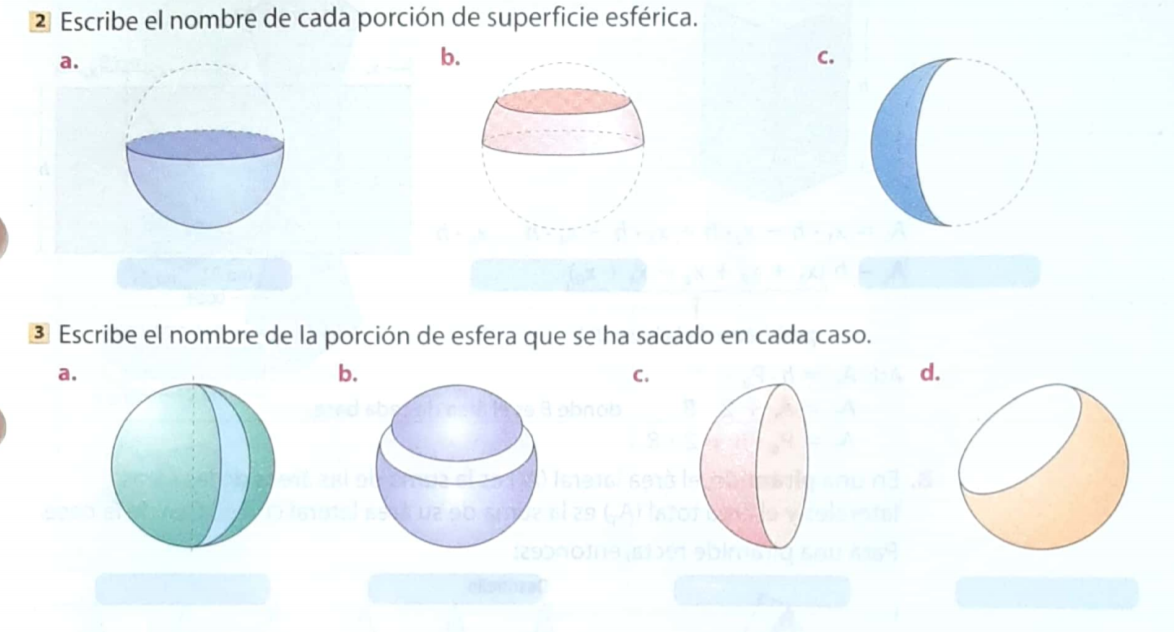 2 Escribe el nombre de cada porción de superficie esférica.
a.
b.
c.
3 Escribe el nombre de la porción de esfera que se ha sacado en cada caso.
a.
b.
c.
d.